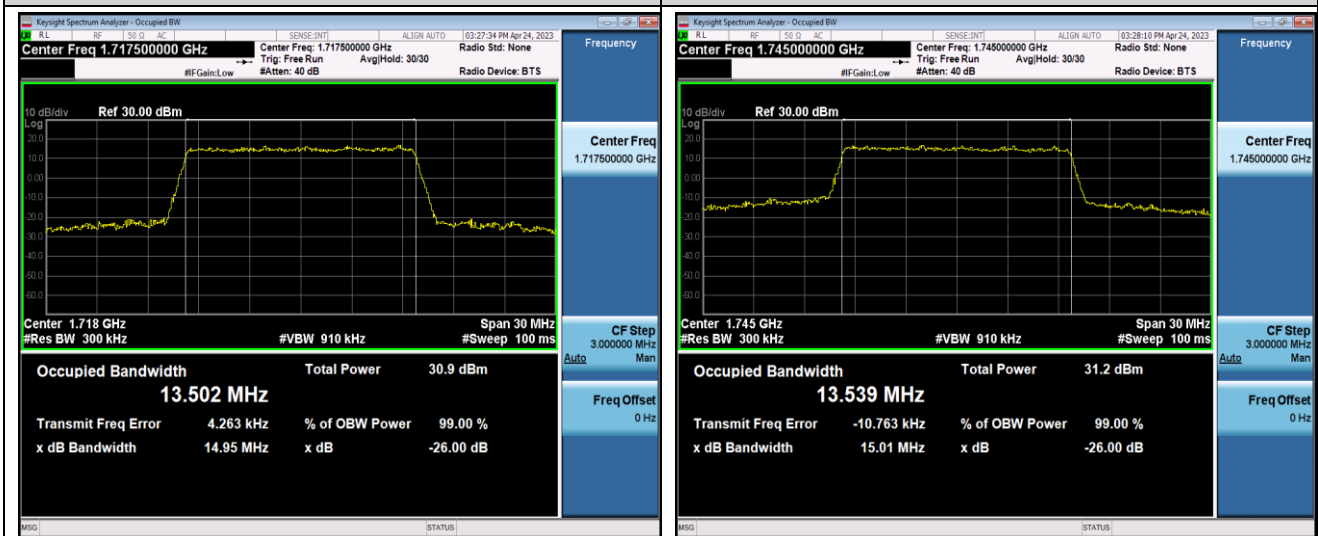 Keysight Spectrum Analyzer - Occupied BW
RL RF 50 Ω AC SENSE:INT ALIGN AUTO 03:27:34 PM Apr 24, 2023
Center Freq 1.717500000 GHz Center Freq: 1.717500000 GHz Radio Std: None
Trig: Free Run Avg|Hold: 30/30
#IFGain:Low #Atten: 40 dB Radio Device: BTS
10 dB/div Ref 30.00 dBm
Log
20.0
10.0
0.00
-10.0
-20.0
-30.0
-40.0
-50.0
-60.0
Center 1.718 GHz Span 30 MHz
#Res BW 300 kHz #VBW 910 kHz #Sweep 100 ms
Occupied Bandwidth Total Power 30.9 dBm
13.502 MHz
Transmit Freq Error 4.263 kHz % of OBW Power 99.00 %
x dB Bandwidth 14.95 MHz x dB -26.00 dB
MSG STATUS
Frequency
Center Freq
1.717500000 GHz
CF Step
3.000000 MHz
Auto Man
Freq Offset
0 Hz
Keysight Spectrum Analyzer - Occupied BW
RL RF 50 Ω AC SENSE:INT ALIGN AUTO 03:28:10 PM Apr 24, 2023
Center Freq 1.745000000 GHz Center Freq: 1.745000000 GHz Radio Std: None
Trig: Free Run Avg|Hold: 30/30
#IFGain:Low #Atten: 40 dB Radio Device: BTS
10 dB/div Ref 30.00 dBm
Log
20.0
10.0
0.00
-10.0
-20.0
-30.0
-40.0
-50.0
-60.0
Center 1.745 GHz Span 30 MHz
#Res BW 300 kHz #VBW 910 kHz #Sweep 100 ms
Occupied Bandwidth Total Power 31.2 dBm
13.539 MHz
Transmit Freq Error -10.763 kHz % of OBW Power 99.00 %
x dB Bandwidth 15.01 MHz x dB -26.00 dB
MSG STATUS
Frequency
Center Freq
1.745000000 GHz
CF Step
3.000000 MHz
Auto Man
Freq Offset
0 Hz